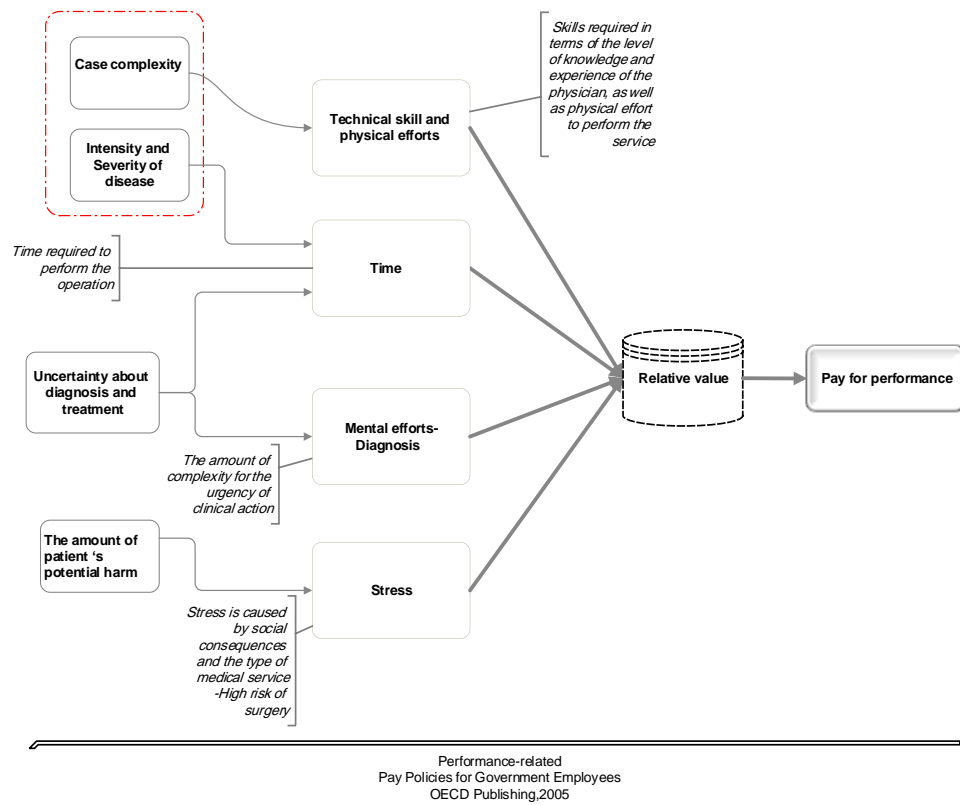 Case complexity
Intensity and
Severity of
disease
Technical skill and
physical efforts
Skills required in
terms of the level
of knowledge and
experience of the
physician, as well
as physical effort
to perform the
service
Time required to
perform the
operation
Time
Uncertainty about
diagnosis and
treatment
Mental efforts-
Diagnosis
The amount of
complexity for the
urgency of
clinical action
Relative value
Pay for performance
The amount of
patient ‘s
potential harm
Stress
Stress is caused
by social
consequences
and the type of
medical service
-High risk of
surgery
Performance-related
Pay Policies for Government Employees
OECD Publishing,2005